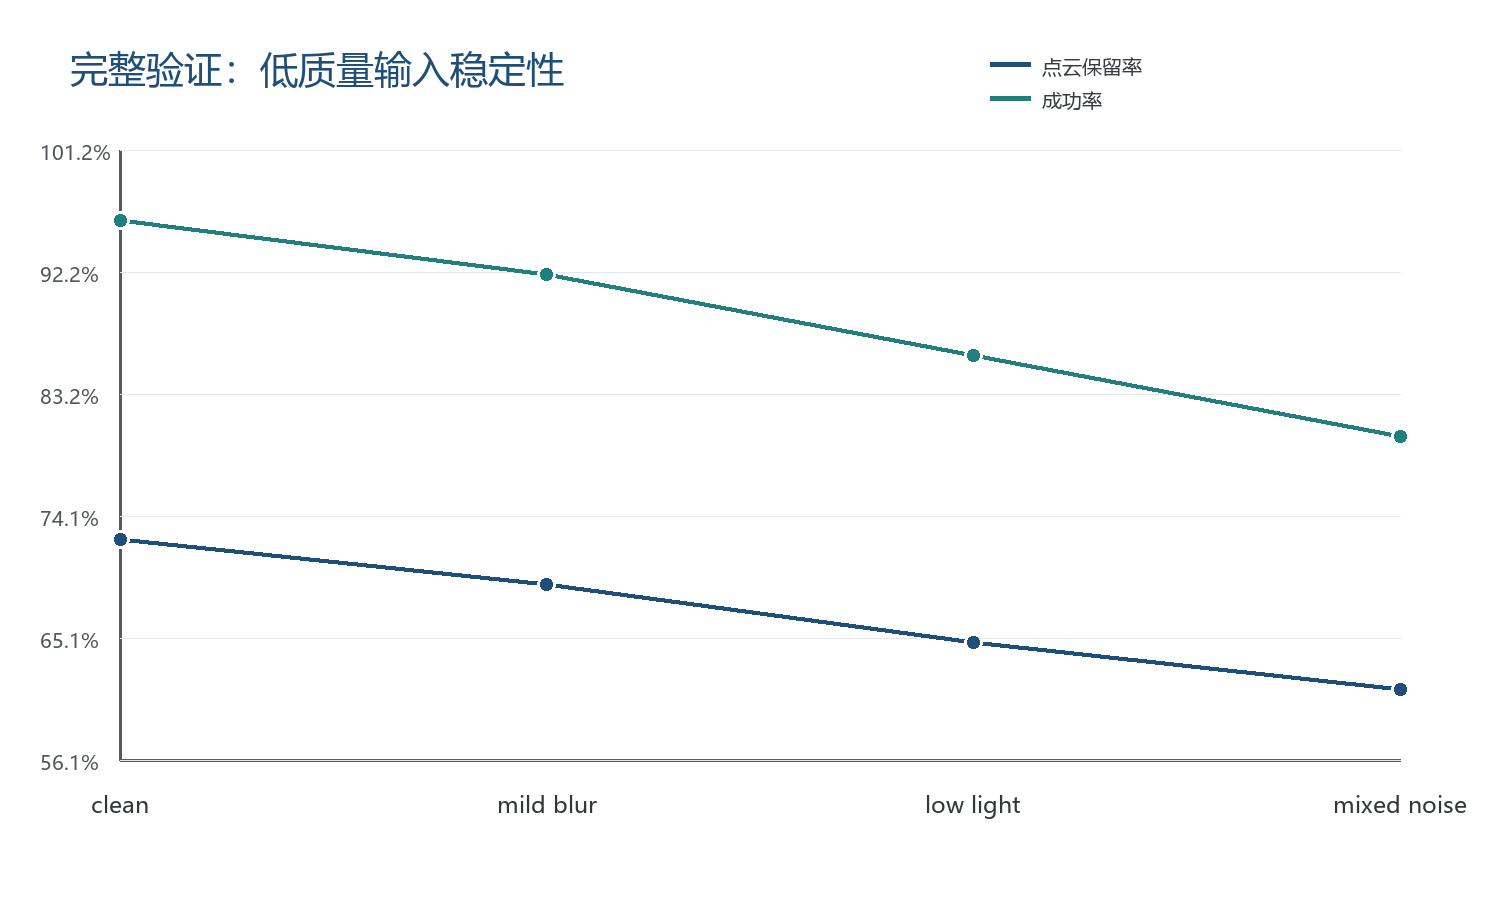 完整验证：低质量输入稳定性
点云保留率
成功率
101.2%
92.2%
83.2%
74.1%
65.1%
56.1%
clean mild blur low light mixed noise